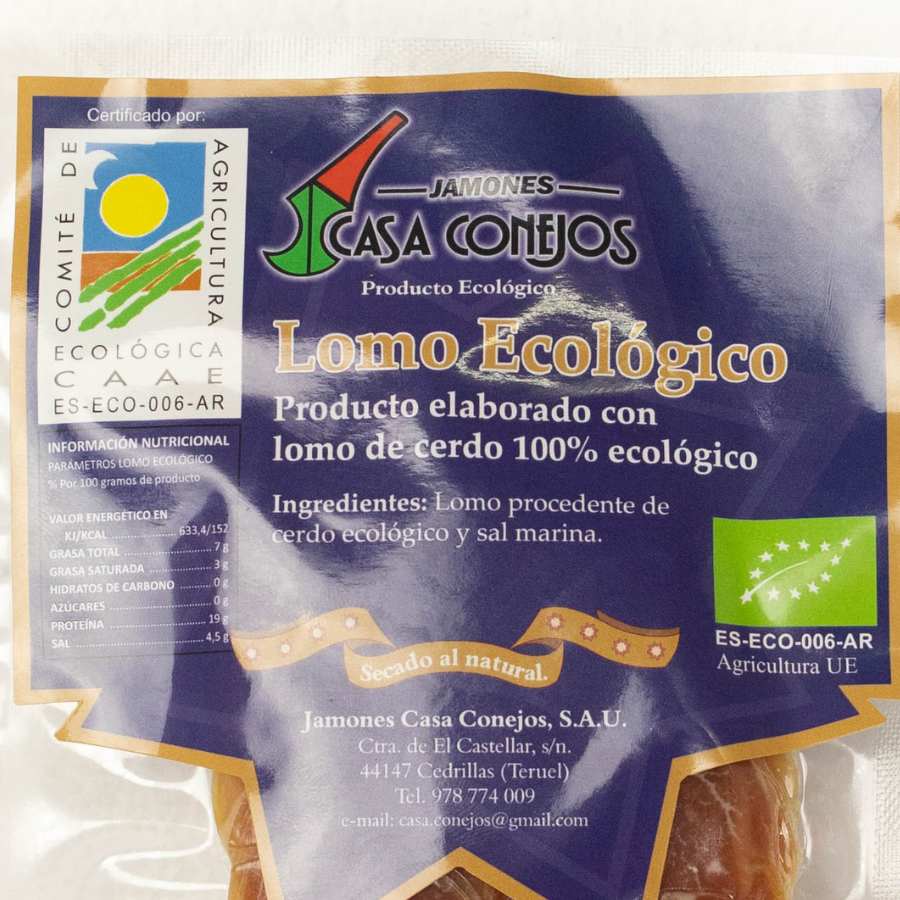 Certificado por:
COMITÉ DE
AGRICULTURA
ECOLÓGICA
CAAE
ES-ECO-006-AR
JAMONES
CASA CONEJOS
Producto Ecológico
Lomo Ecológico
Producto elaborado con
lomo de cerdo 100% ecológico
Ingredientes: Lomo procedente de
cerdo ecológico y sal marina.
INFORMACIÓN NUTRICIONAL
PARÁMETROS LOMO ECOLÓGICO
% Por 100 gramos de producto
VALOR ENERGÉTICO EN
KJ/KCAL ..................... 633,4/152
GRASA TOTAL ..................... 7 g
GRASA SATURADA ..................... 3 g
HIDRATOS DE CARBONO .......... 0 g
AZÚCARES ..................... 0 g
PROTEÍNA ..................... 19 g
SAL ..................... 4,5 g
ES-ECO-006-AR
Agricultura UE
Secado al natural.
Jamones Casa Conejos, S.A.U.
Ctra. de El Castellar, s/n.
44147 Cedrillas (Teruel)
Tel. 978 774 009
e-mail: casa.conejos@gmail.com